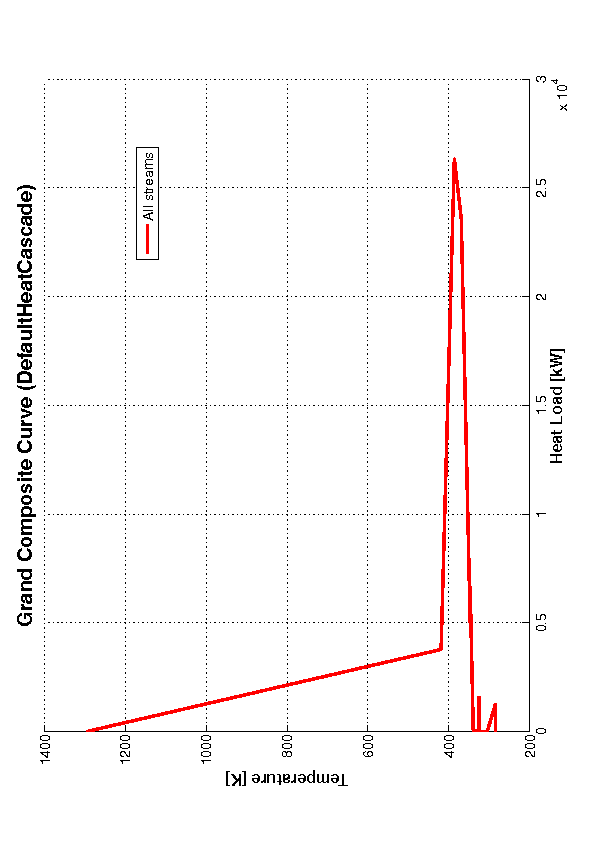 Grand Composite Curve (DefaultHeatCascade)
All streams
Temperature [K]
1400
1200
1000
800
600
400
200
0
0.5
1
1.5
2
2.5
3
x 10^4
Heat Load [kW]